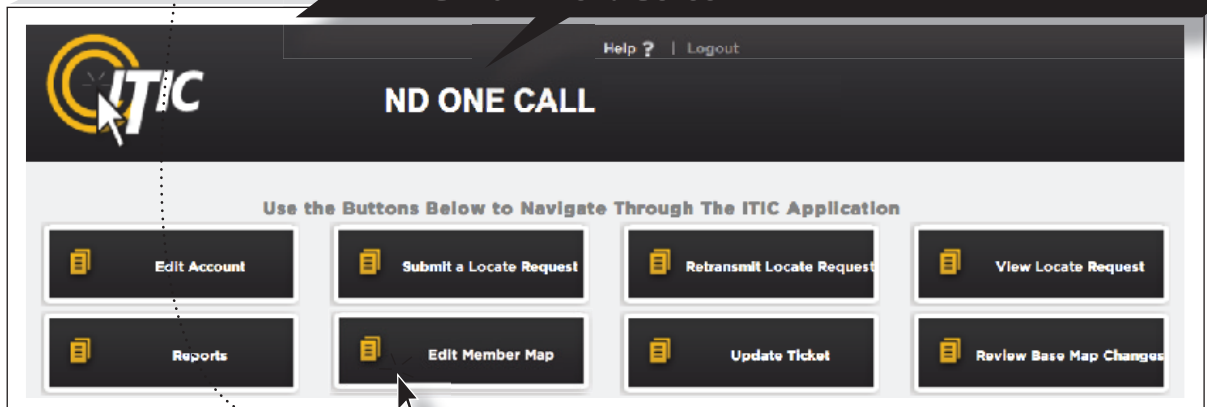 Help ? | Logout
ITIC
ND ONE CALL
Use the Buttons Below to Navigate Through The ITIC Application
Edit Account
Submit a Locate Request
Retransmit Locate Request
View Locate Request
Reports
Edit Member Map
Update Ticket
Review Base Map Changes